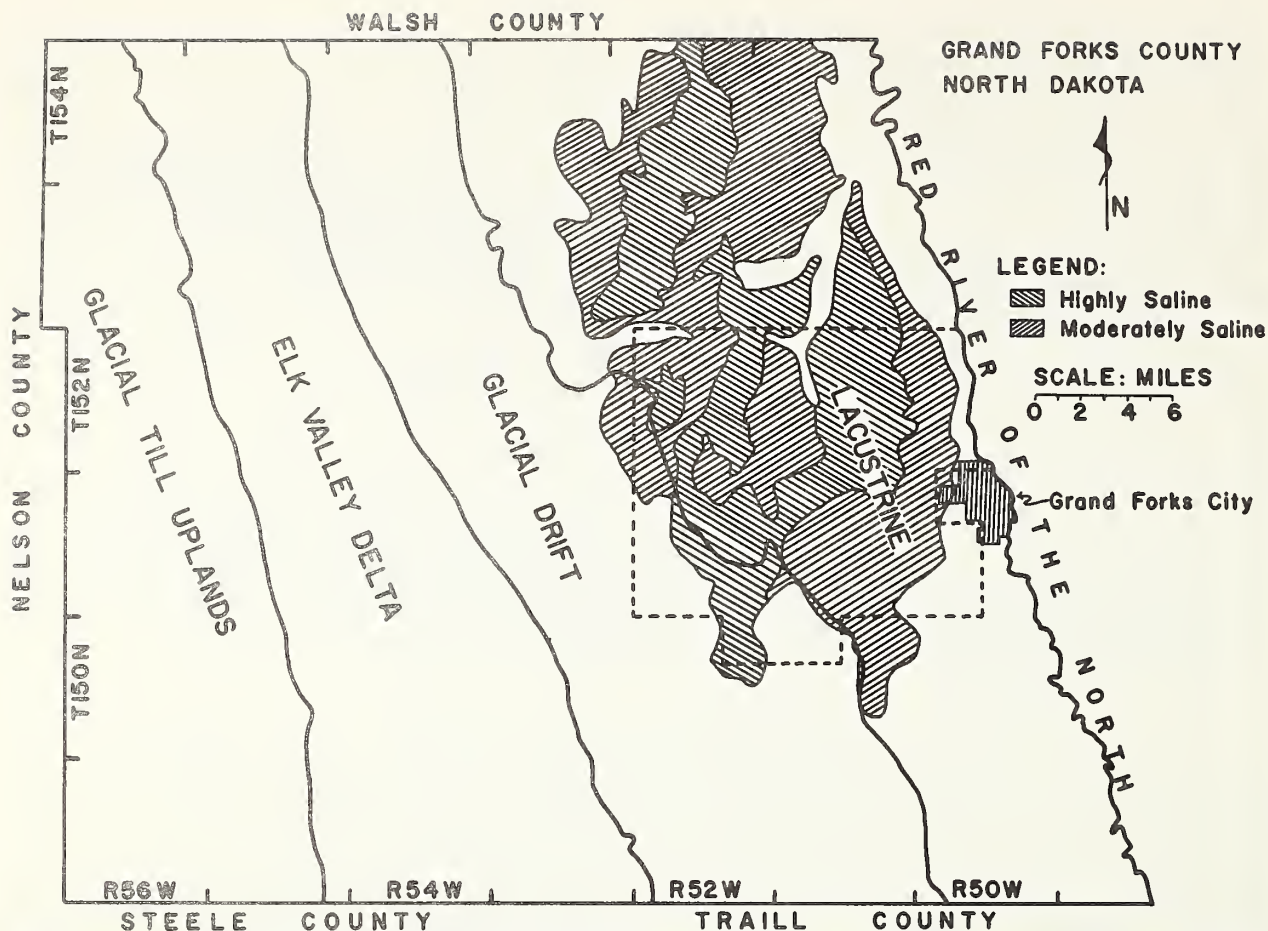 WALSH COUNTY
GRAND FORKS COUNTY
NORTH DAKOTA
N
LEGEND:
Highly Saline
Moderately Saline
SCALE: MILES
0 2 4 6
Grand Forks City
RED RIVER OF THE NORTH
T154N
T152N
T150N
NELSON COUNTY
GLACIAL TILL UPLANDS
ELK VALLEY DELTA
GLACIAL DRIFT
LACUSTRINE
R56W R54W R52W R50W
STEELE COUNTY TRAILL COUNTY